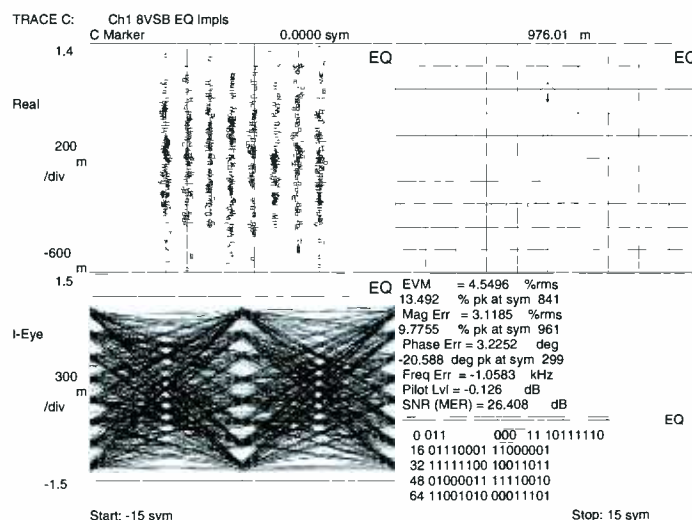 TRACE C: Ch1 8VSB EQ Impls
C Marker 0.0000 sym 976.01 m
1.4 EQ EQ
Real
200 m
/div
-600 m
1.5 EQ
I-Eye
300 m
/div
-1.5
EVM = 4.5496 %rms
13.492 % pk at sym 841
Mag Err = 3.1185 %rms
9.7755 % pk at sym 961
Phase Err = 3.2252 deg
-20.588 deg pk at sym 299
Freq Err = -1.0583 kHz
Pilot Lvl = -0.126 dB
SNR (MER) = 26.408 dB
EQ
0 011 000 11 10111110
16 01110001 11000001
32 11111100 10011011
48 01000011 11110010
64 11001010 00011101
Start: -15 sym Stop: 15 sym